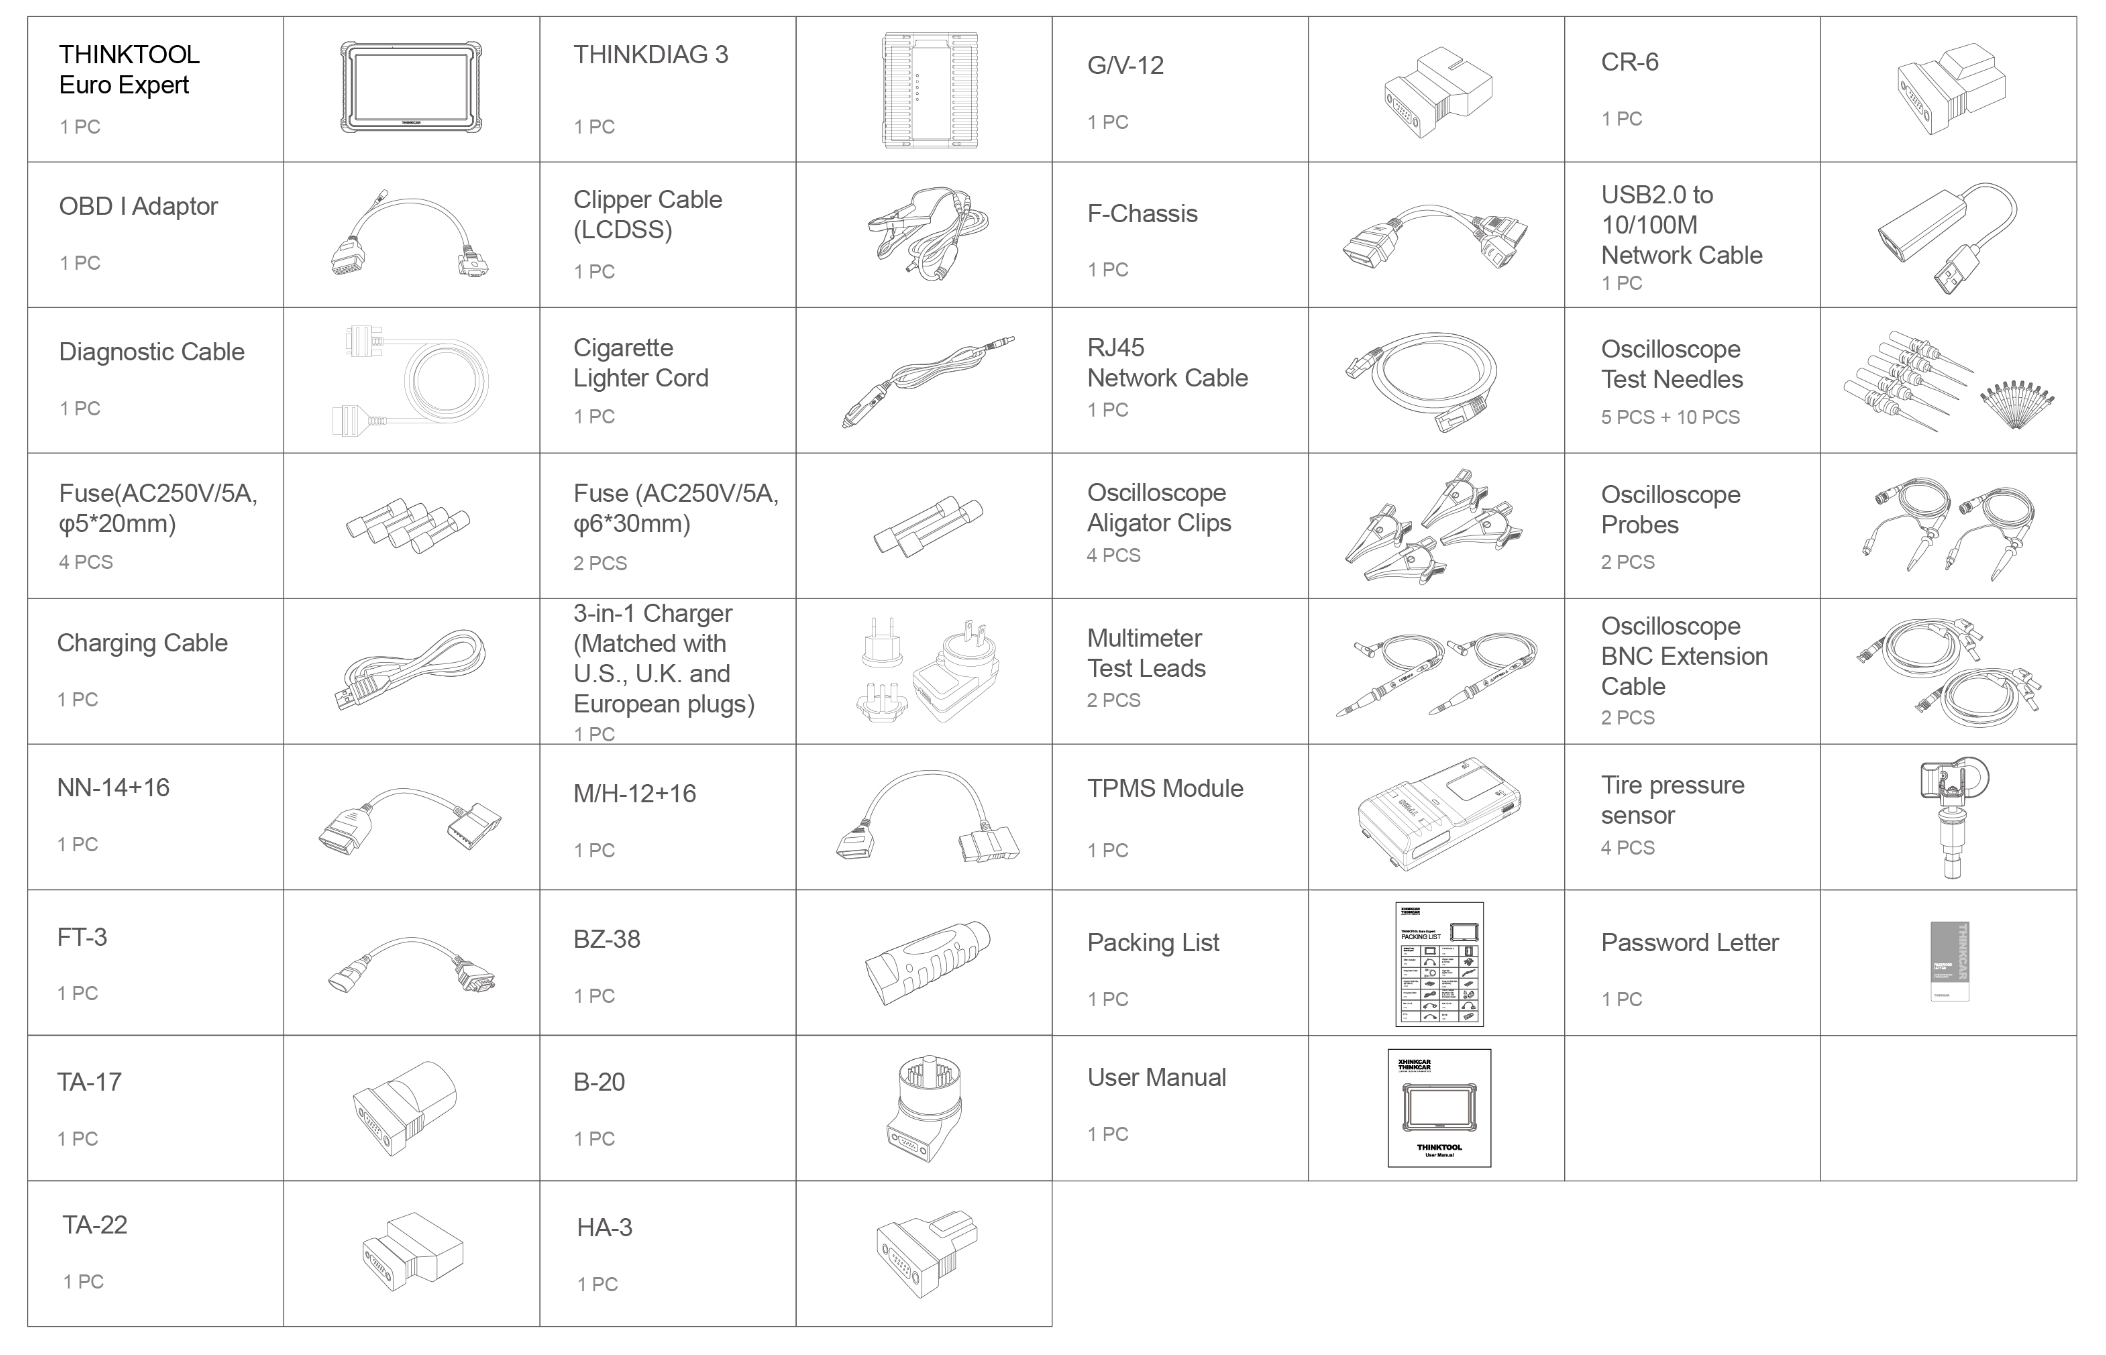 THINKTOOL
Euro Expert
1 PC
THINKCAR
THINKDIAG 3
1 PC
G/V-12
1 PC
CR-6
1 PC
OBD I Adaptor
1 PC
Clipper Cable
(LCDSS)
1 PC
F-Chassis
1 PC
USB2.0 to
10/100M
Network Cable
1 PC
Diagnostic Cable
1 PC
Cigarette
Lighter Cord
1 PC
RJ45
Network Cable
1 PC
Oscilloscope
Test Needles
5 PCS + 10 PCS
Fuse(AC250V/5A,
φ5*20mm)
4 PCS
Fuse (AC250V/5A,
φ6*30mm)
2 PCS
Oscilloscope
Aligator Clips
4 PCS
Oscilloscope
Probes
2 PCS
Charging Cable
1 PC
3-in-1 Charger
(Matched with
U.S., U.K. and
European plugs)
1 PC
Multimeter
Test Leads
2 PCS
Oscilloscope
BNC Extension
Cable
2 PCS
NN-14+16
1 PC
M/H-12+16
1 PC
TPMS Module
1 PC
TPMS
Tire pressure
sensor
4 PCS
FT-3
1 PC
BZ-38
1 PC
Packing List
1 PC
THINKTOOL Euro Expert
PACKING LIST
Password Letter
1 PC
THINKCAR
PASSWORD
LETTER
THINKCAR
TA-17
1 PC
B-20
1 PC
User Manual
1 PC
XHINKCAR
THINKCAR
THINKTOOL
User Manual
TA-22
1 PC
HA-3
1 PC